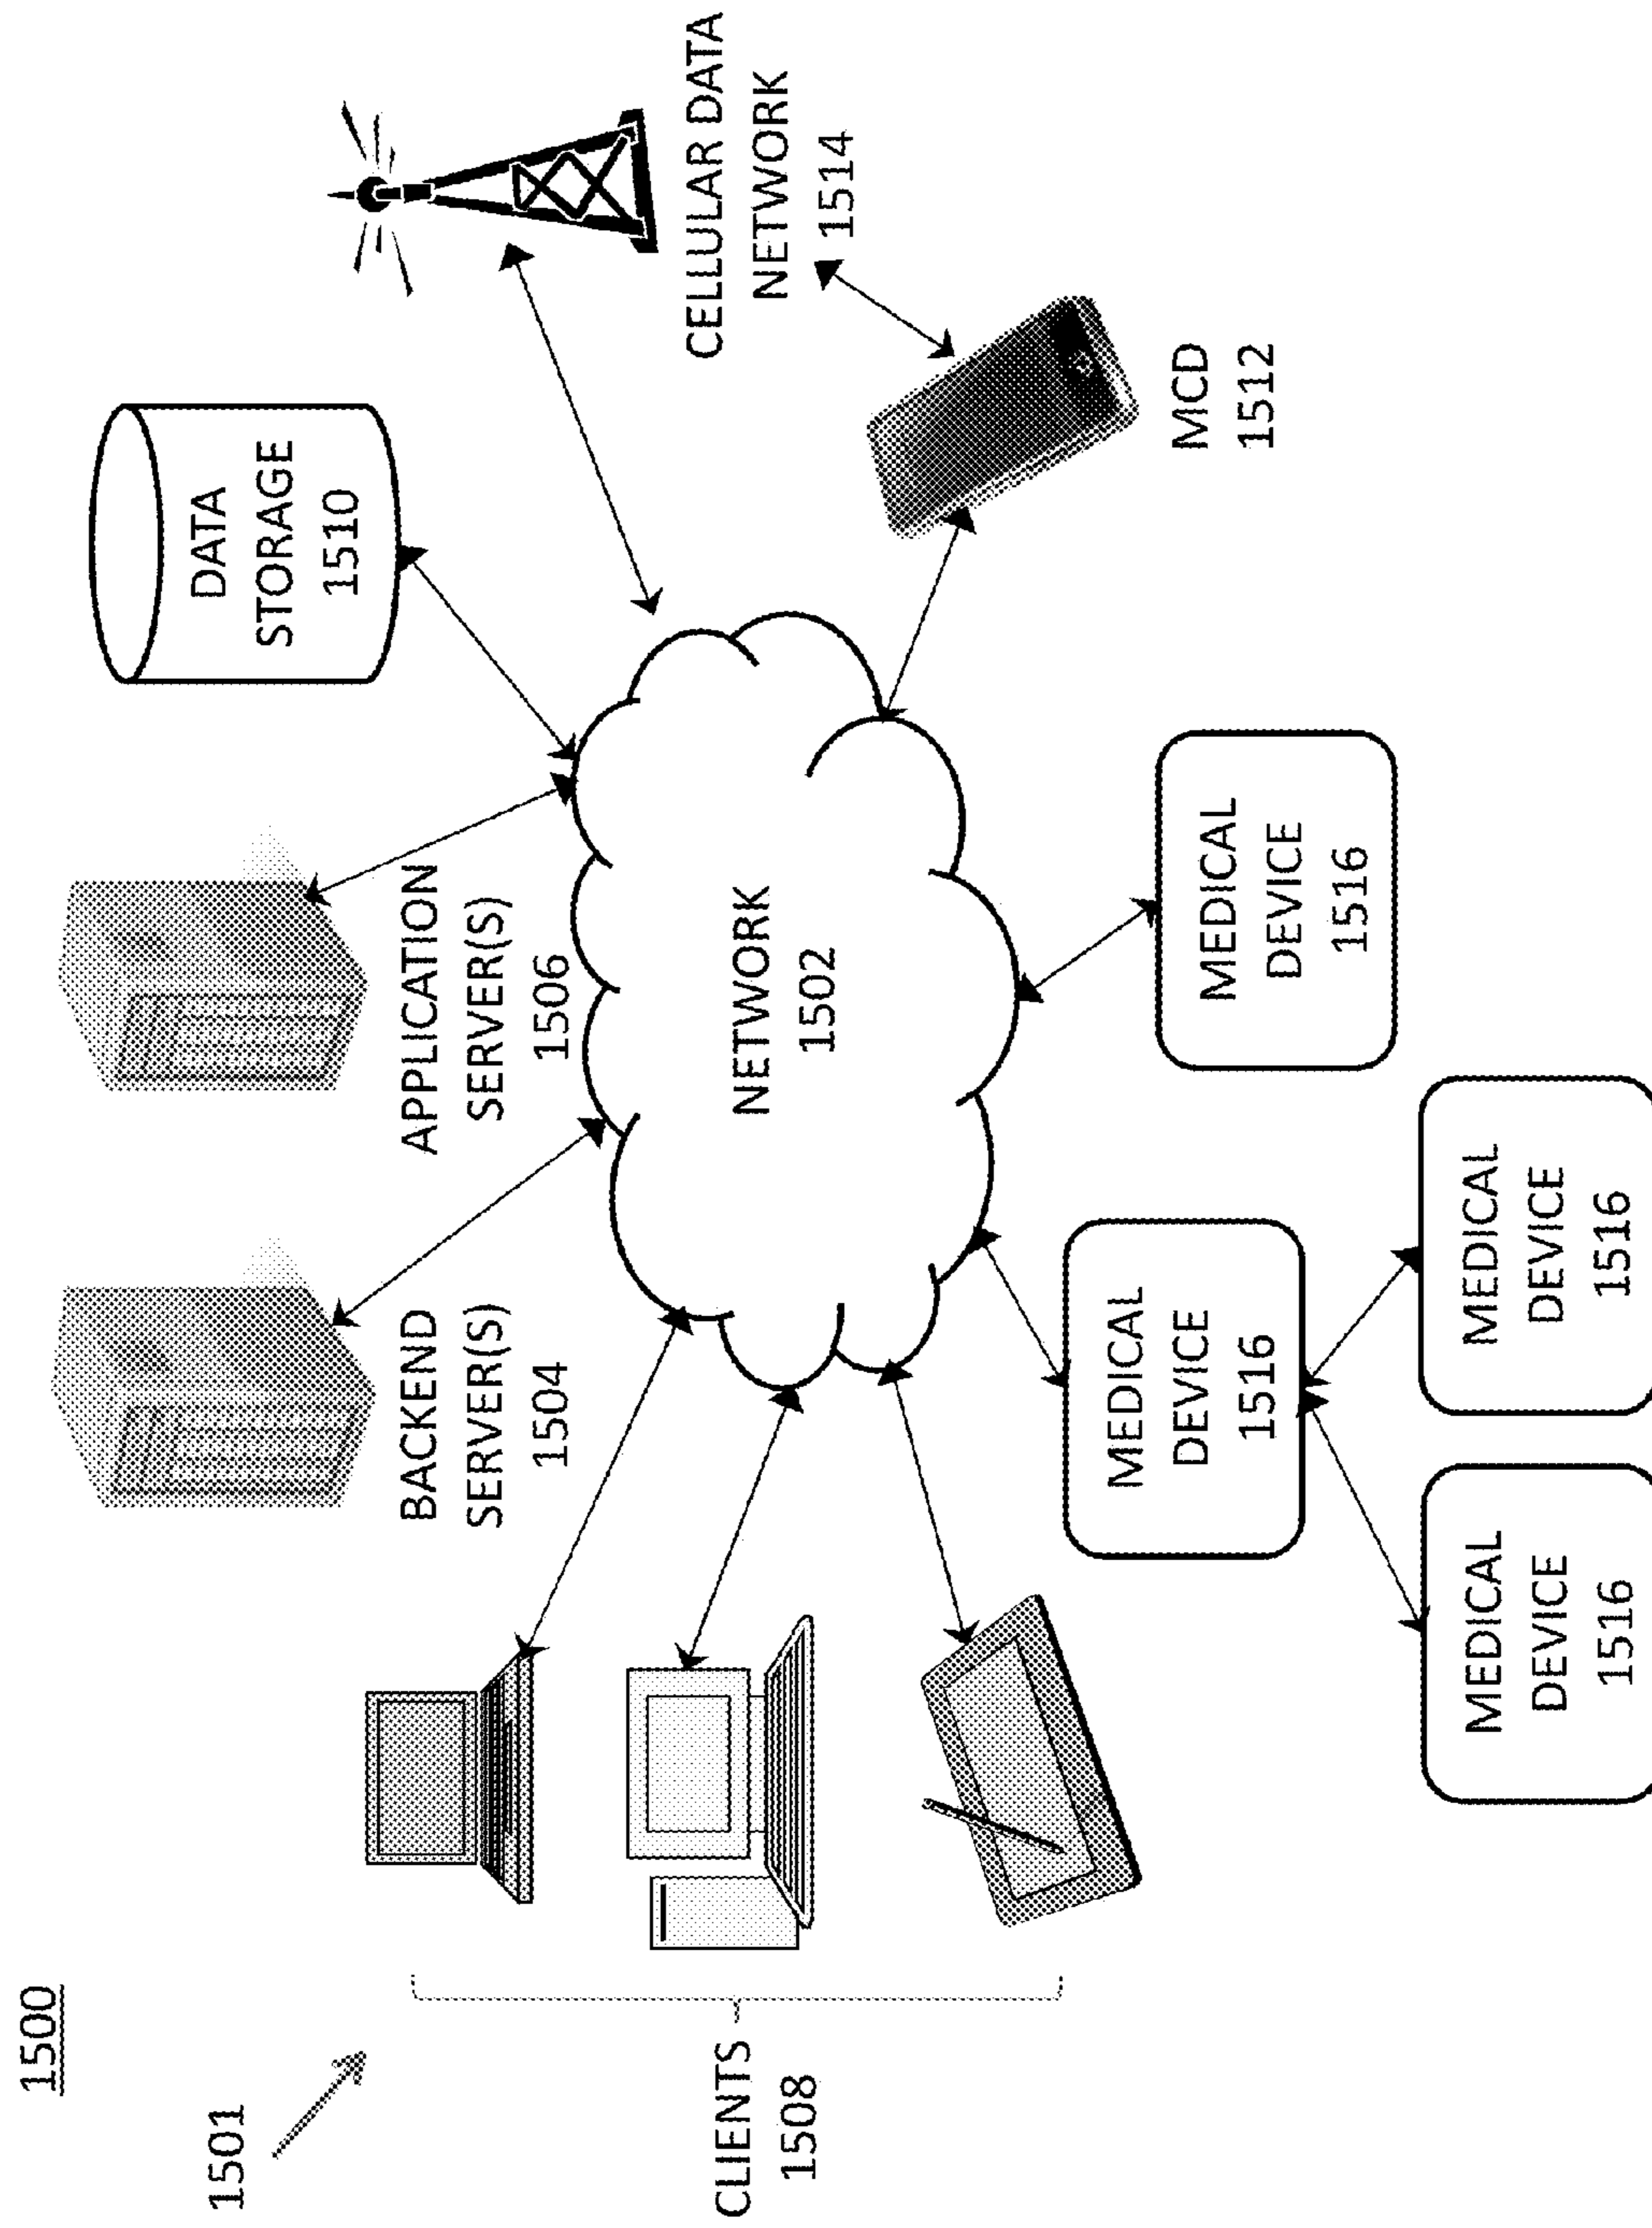 1500
1501
BACKEND
SERVER(S)
1504
APPLICATION
SERVER(S)
1506
DATA
STORAGE
1510
CELLULAR DATA
NETWORK
1514
CLIENTS
1508
NETWORK
1502
MCD
1512
MEDICAL
DEVICE
1516
MEDICAL
DEVICE
1516
MEDICAL
DEVICE
1516
MEDICAL
DEVICE
1516